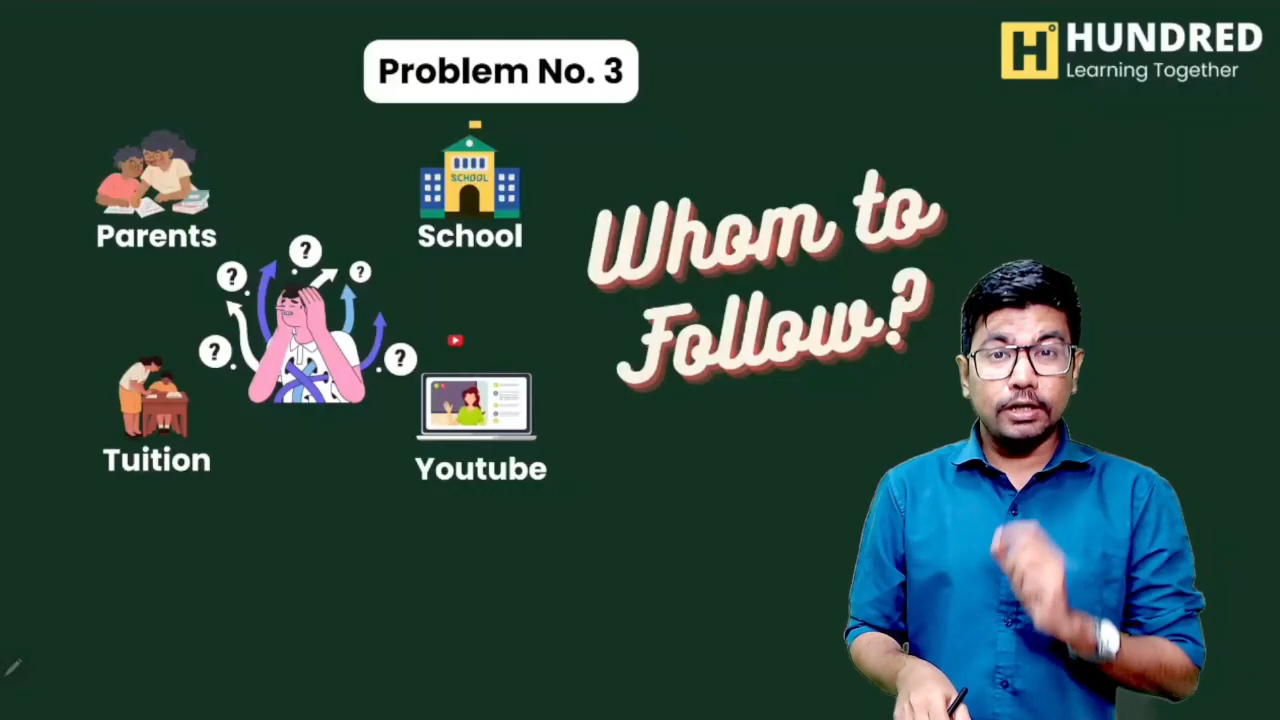 Problem No. 3
H HUNDRED
Learning Together
Parents
SCHOOL
School
Whom to
Follow?
?
?
?
?
?
Tuition
Youtube